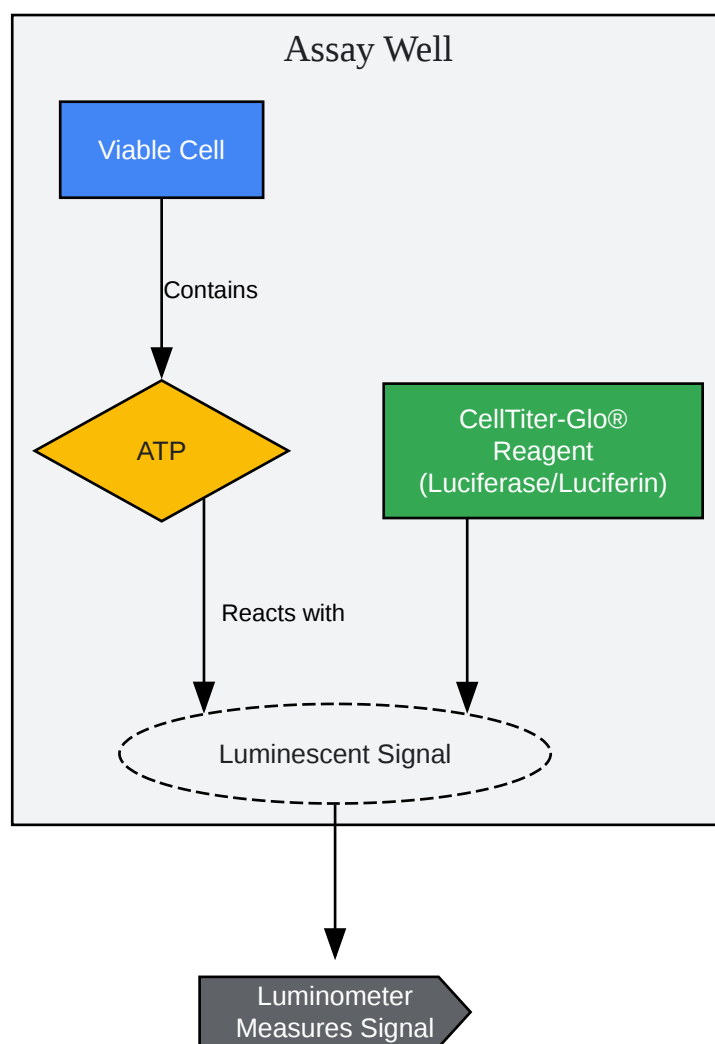 Assay Well
Viable Cell
Contains
ATP
CellTiter-Glo®
Reagent
(Luciferase/Luciferin)
Reacts with
Luminescent Signal
Luminometer
Measures Signal